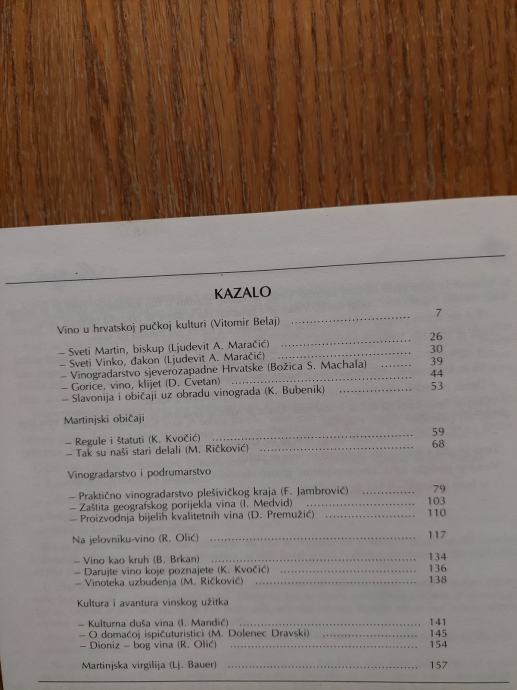 KAZALO
Vino u hrvatskoj pučkoj kulturi (Vitomir Belaj) 7
– Sveti Martin, biskup (Ljudevit A. Maračić) 26
– Sveti Vinko, đakon (Ljudevit A. Maračić) 30
– Vinogradarstvo sjeverozapadne Hrvatske (Božica S. Machala) 39
– Gorice, vino, klijet (D. Cvetan) 44
– Slavonija i običaji uz obradu vinograda (K. Bubenik) 53
Martinjski običaji
– Regule i štatuti (K. Kvočić) 59
– Tak su naši stari delali (M. Ričković) 68
Vinogradarstvo i podrumarstvo
– Praktično vinogradarstvo plešivičkog kraja (F. Jambrović) 79
– Zaštita geografskog porijekla vina (I. Medvid) 103
– Proizvodnja bijelih kvalitetnih vina (D. Premužić) 110
Na jelovniku-vino (R. Olić) 117
– Vino kao kruh (B. Brkan) 134
– Darujte vino koje poznajete (K. Kvočić) 136
– Vinoteka uzbuđenja (M. Ričković) 138
Kultura i avantura vinskog užitka
– Kulturna duša vina (I. Mandić) 141
– O domaćoj ispičuturistici (M. Dolenec Dravski) 145
– Dioniz – bog vina (R. Olić) 154
Martinjska virgilija (Lj. Bauer) 157